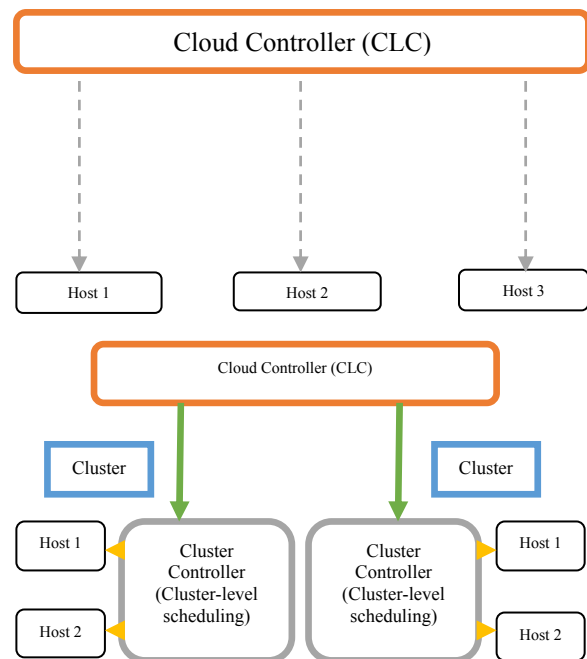 Cloud Controller (CLC)
Host 1
Host 2
Host 3
Cloud Controller (CLC)
Cluster
Cluster
Host 1
Cluster
Controller
(Cluster-level
scheduling)
Host 2
Cluster
Controller
(Cluster-level
scheduling)
Host 1
Host 2